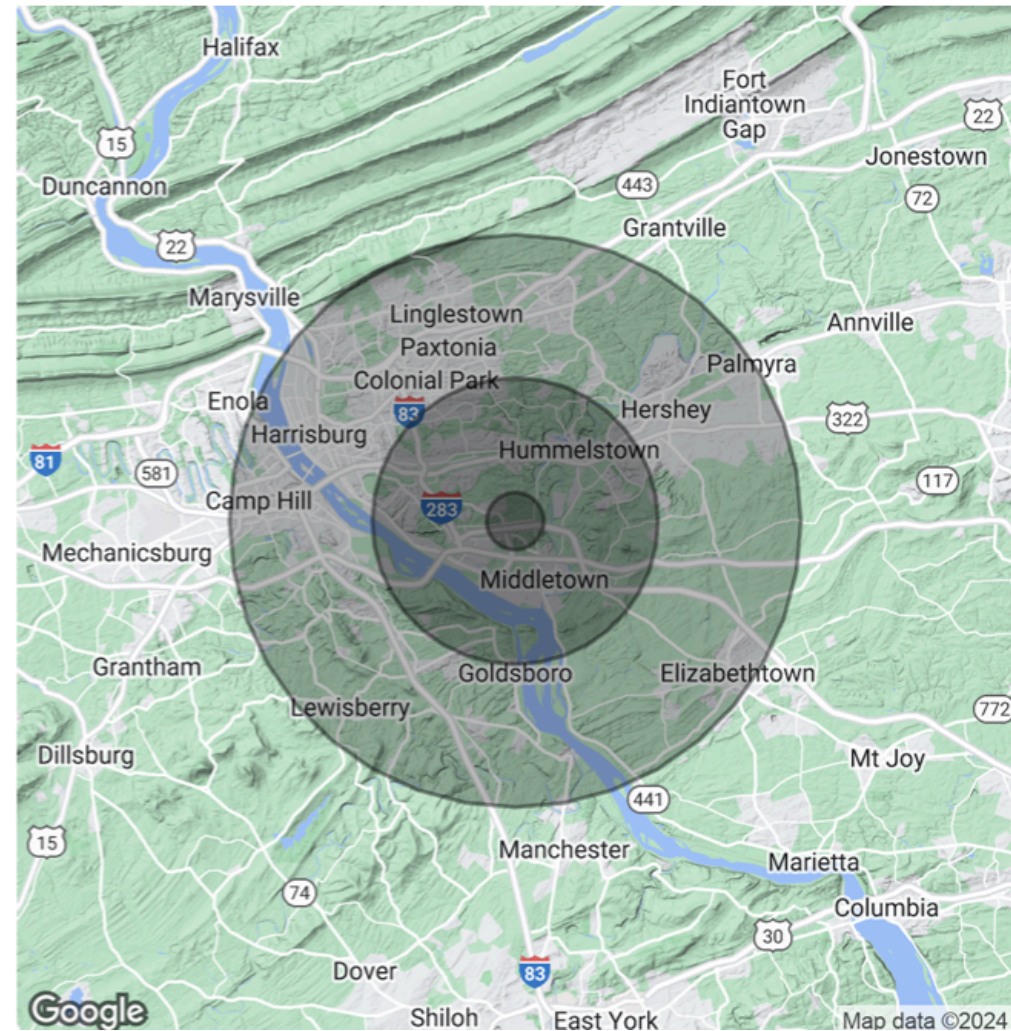 Halifax
Fort
Indiantown
Gap
22
15
Jonestown
443
Duncannon
72
Grantville
22
Marysville
Linglestown
Annville
Paxtonia
Palmyra
Colonial Park
Enola
83
Hershey
322
Harrisburg
Hummelstown
81
581
117
Camp Hill
283
Mechanicsburg
Middletown
Grantham
Goldsboro
Elizabethtown
Lewisberry
772
Dillsburg
Mt Joy
441
15
Manchester
Marietta
74
Columbia
30
Dover
83
Google
Shiloh
East York
Map data ©2024